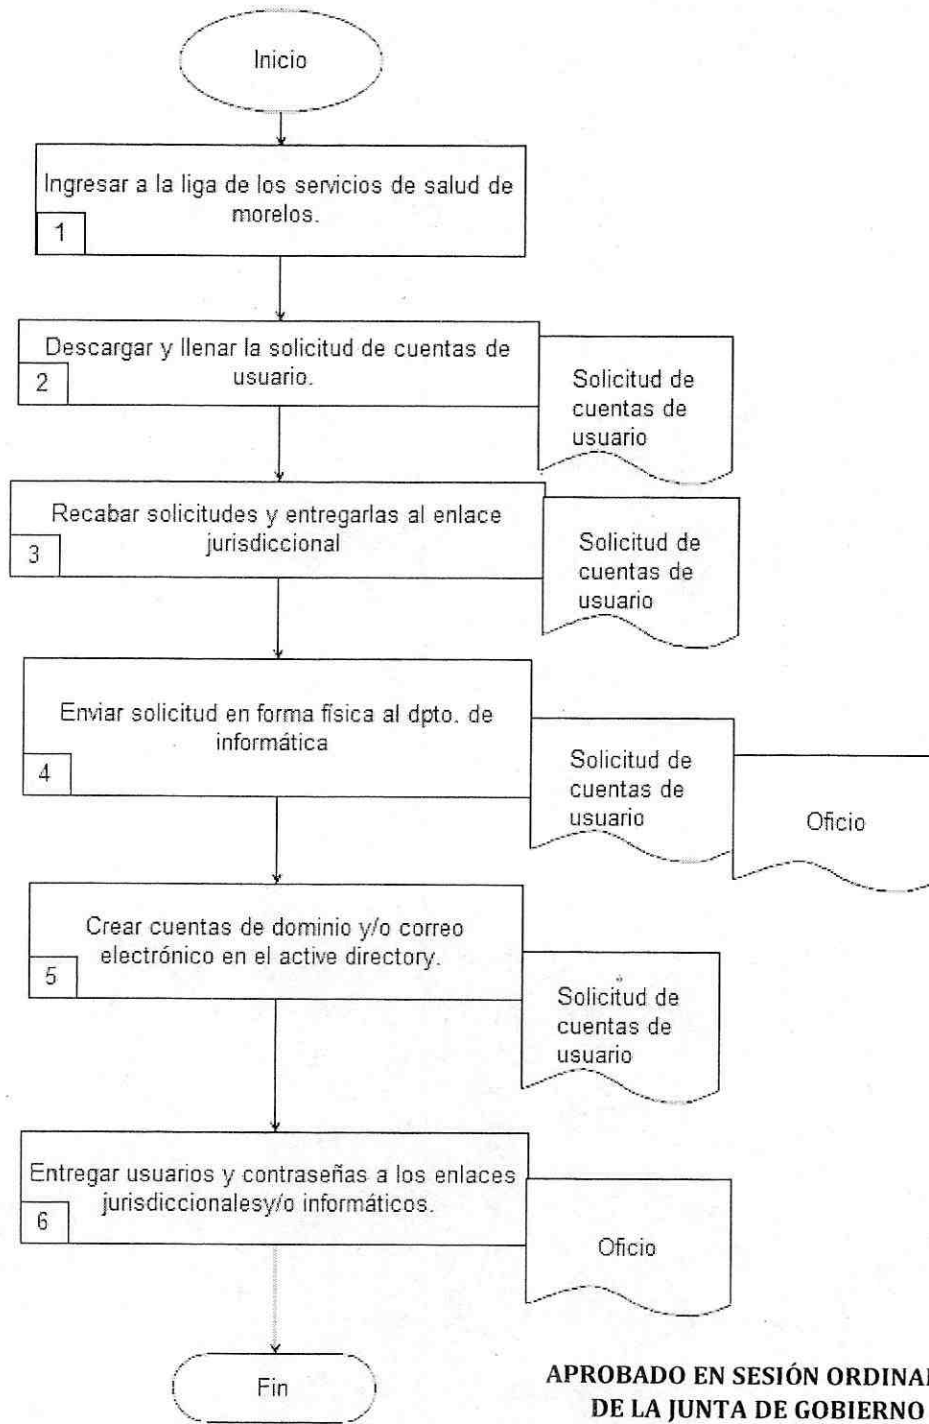 Inicio
Ingresar a la liga de los servicios de salud de
morelos.
1
Descargar y llenar la solicitud de cuentas de
usuario.
2
Solicitud de
cuentas de
usuario
Recabar solicitudes y entregarlas al enlace
jurisdiccional
3
Solicitud de
cuentas de
usuario
Enviar solicitud en forma física al dpto. de
informática
4
Solicitud de
cuentas de
usuario
Oficio
Crear cuentas de dominio y/o correo
electrónico en el active directory.
5
Solicitud de
cuentas de
usuario
Entregar usuarios y contraseñas a los enlaces
jurisdiccionalesy/o informáticos.
6
Oficio
Fin
APROBADO EN SESIÓN
DE LA JUNTA DE GOBIERNO